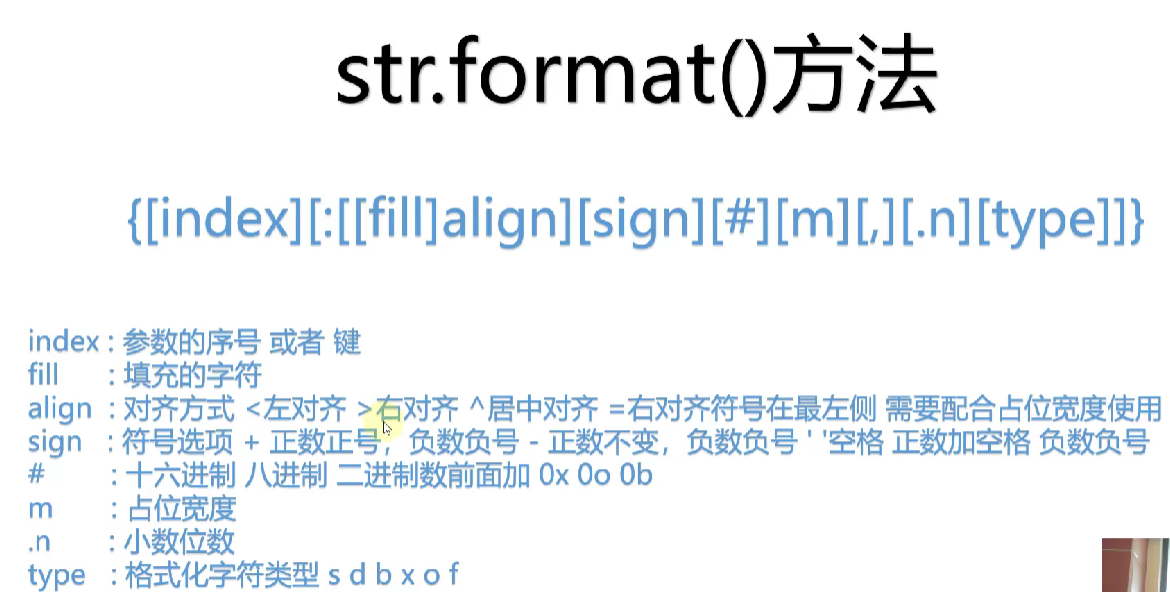 str.format()方法
{[index][:[[fill]align][sign][#][m][,][.n][type]]}
index : 参数的序号 或者 键
fill : 填充的字符
align : 对齐方式 <左对齐 >右对齐 ^居中对齐 =右对齐符号在最左侧 需要配合占位宽度使用
sign : 符号选项 + 正数正号，负数负号 - 正数不变，负数负号 ' '空格 正数加空格 负数负号
# : 十六进制 八进制 二进制数前面加 0x 0o 0b
m : 占位宽度
.n : 小数位数
type : 格式化字符类型 s d b x o f